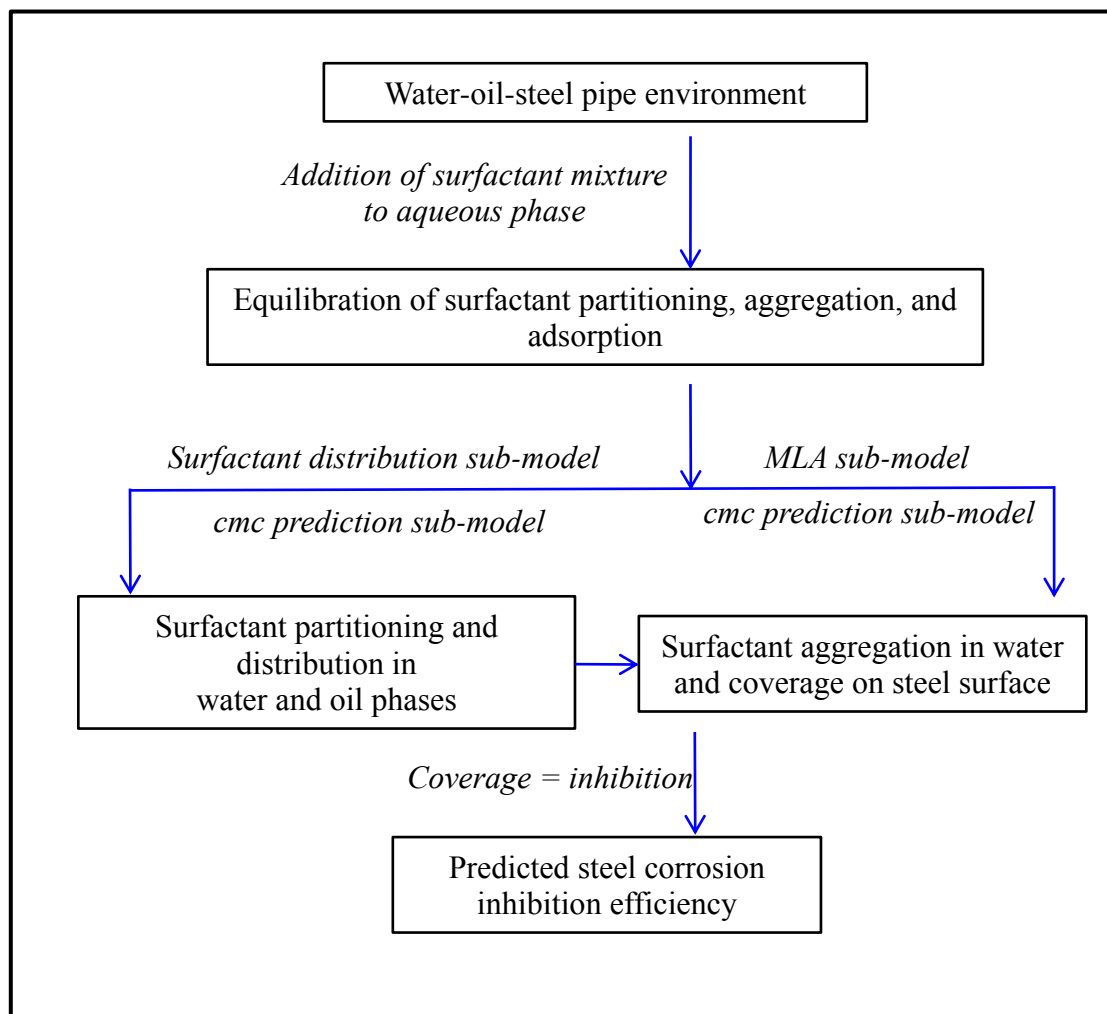 Water-oil-steel pipe environment
Addition of surfactant mixture
to aqueous phase
Equilibration of surfactant partitioning, aggregation, and
adsorption
Surfactant distribution sub-model
MLA sub-model
cmc prediction sub-model
cmc prediction sub-model
Surfactant partitioning and
distribution in
water and oil phases
Surfactant aggregation in water
and coverage on steel surface
Coverage = inhibition
Predicted steel corrosion
inhibition efficiency